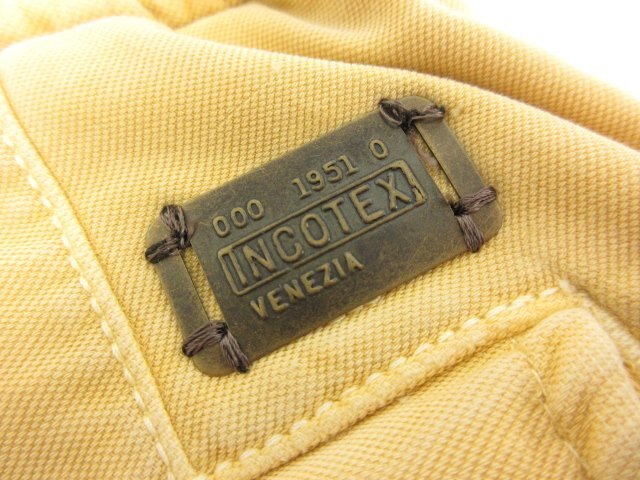 000 1951 0
INCOTEX
VENEZIA